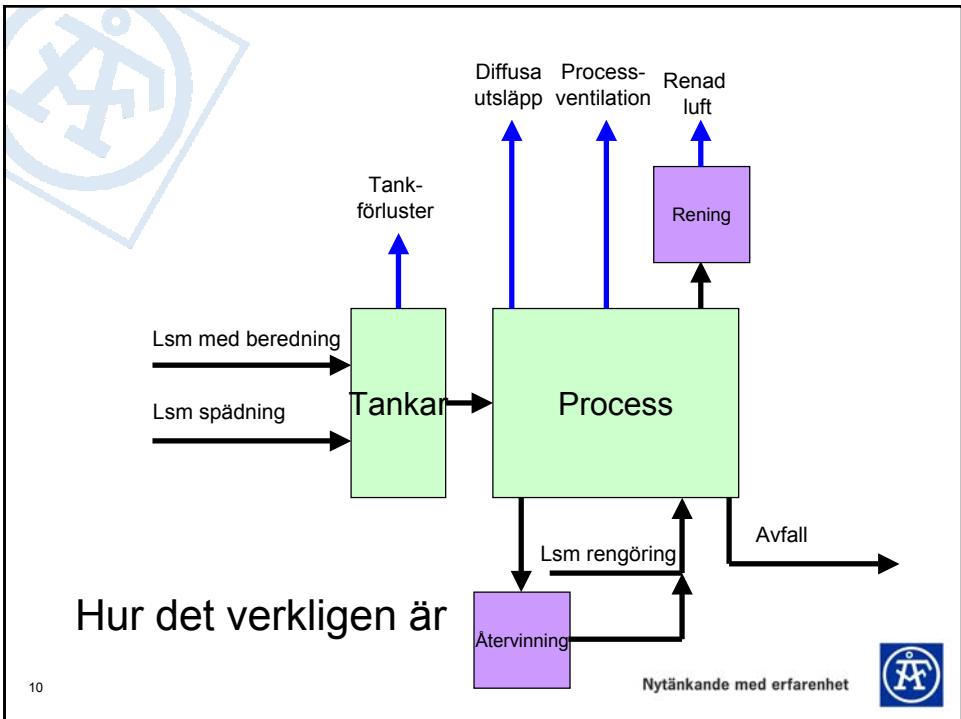 Diffusa
utsläpp
Process-
ventilation
Renad
luft
Tank-
förluster
Rening
Lsm med beredning
Lsm spädning
Tankar
Process
Lsm rengöring
Avfall
Hur det verkligen är
Återvinning
10
Nytänkande med erfarenhet
ÅF